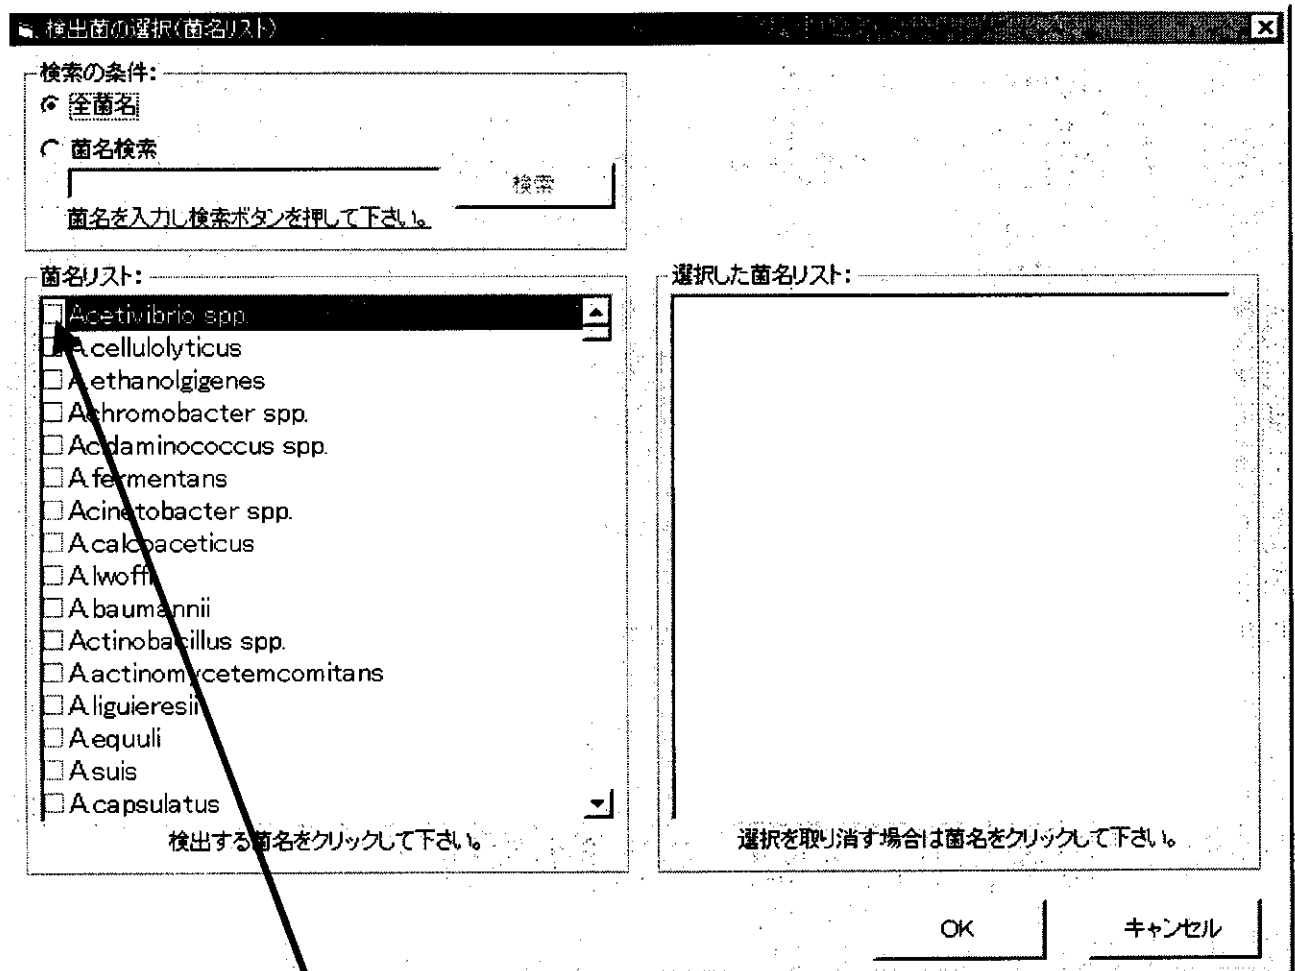 検出菌の選択(菌名リスト)
検索の条件:
全菌名
菌名検索
検索
菌名を入力し検索ボタンを押して下さい。
菌名リスト:
Acetivibrio spp.
A.cellulolyticus
A.ethanolgigenes
Achromobacter spp.
Acidaminococcus spp.
A.fermentans
Acinetobacter spp.
A.calcoaceticus
A.lwoffii
A.baumannii
Actinobacillus spp.
A.actinomycetemcomitans
A.liguieresii
A.equuli
A.suis
A.capsulatus
検出する菌名をクリックして下さい。
選択した菌名リスト:
選択を取り消す場合は菌名をクリックして下さい。
OK
キャンセル